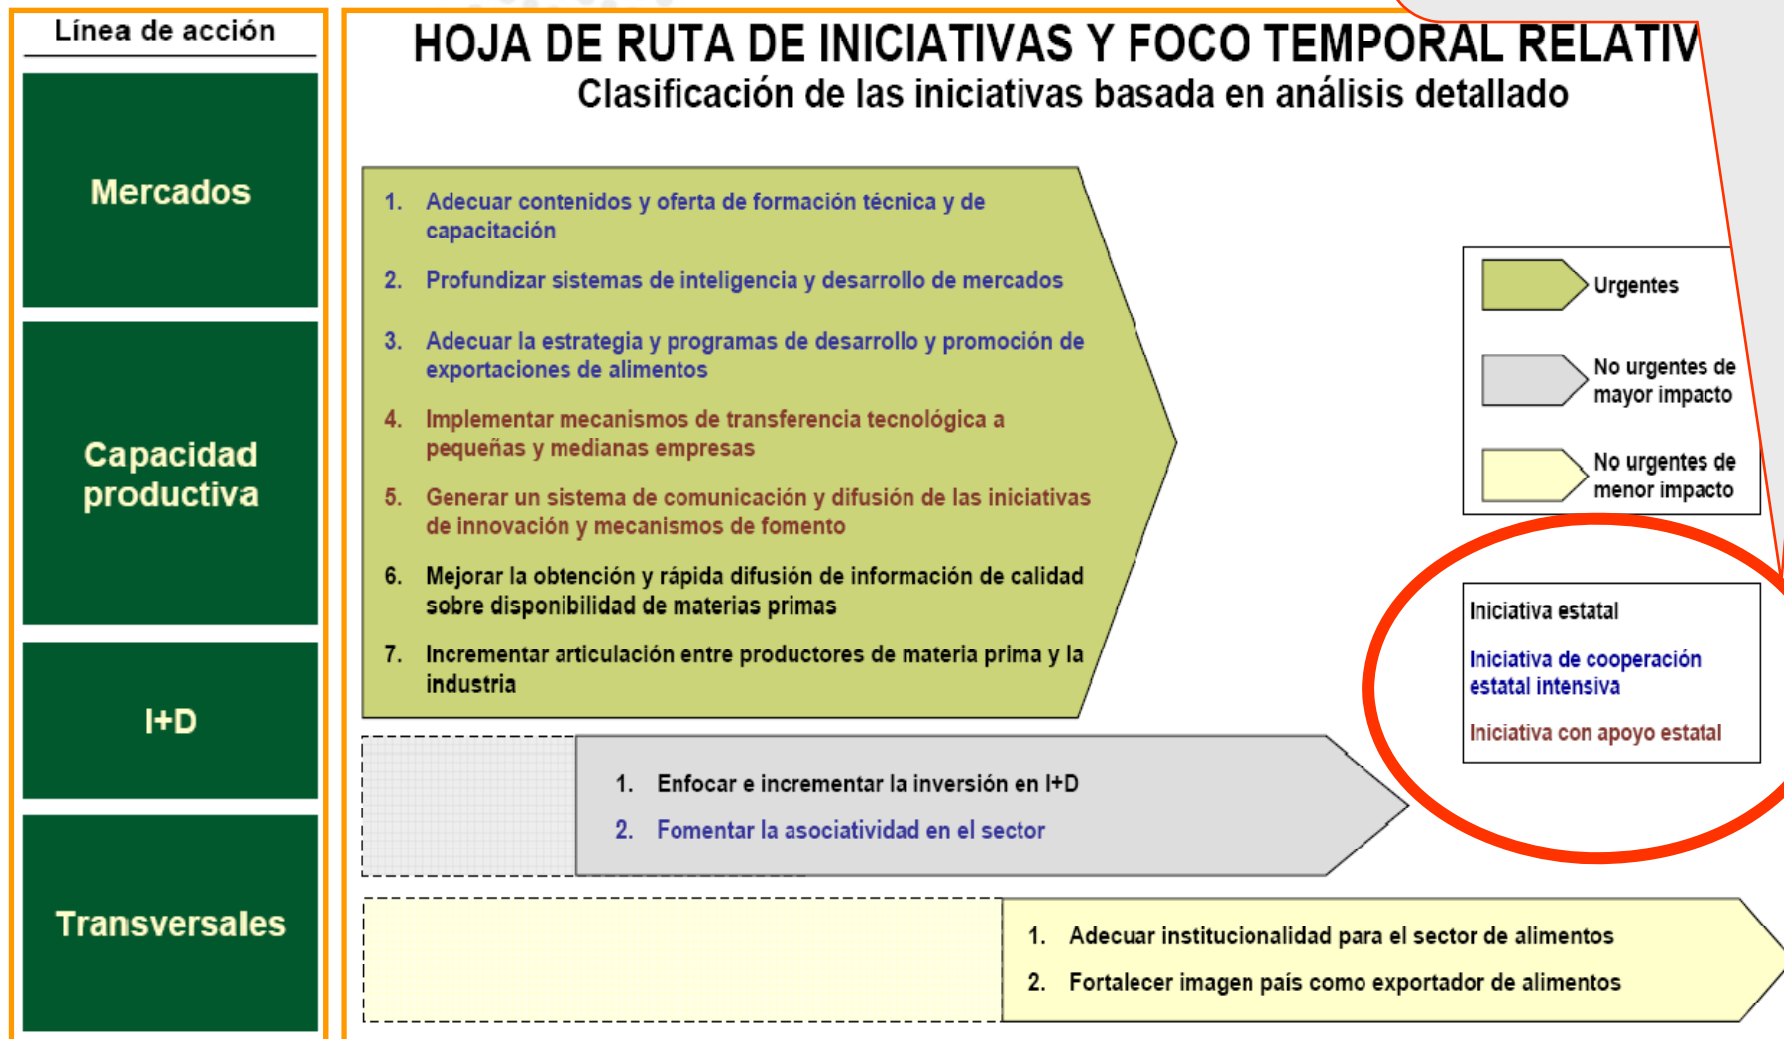 Línea de acción
Mercados
Capacidad
productiva
I+D
Transversales
HOJA DE RUTA DE INICIATIVAS Y FOCO TEMPORAL RELATIV
Clasificación de las iniciativas basada en análisis detallado
1. Adecuar contenidos y oferta de formación técnica y de
capacitación
2. Profundizar sistemas de inteligencia y desarrollo de mercados
3. Adecuar la estrategia y programas de desarrollo y promoción de
exportaciones de alimentos
4. Implementar mecanismos de transferencia tecnológica a
pequeñas y medianas empresas
5. Generar un sistema de comunicación y difusión de las iniciativas
de innovación y mecanismos de fomento
6. Mejorar la obtención y rápida difusión de información de calidad
sobre disponibilidad de materias primas
7. Incrementar articulación entre productores de materia prima y la
industria
1. Enfocar e incrementar la inversión en I+D
2. Fomentar la asociatividad en el sector
1. Adecuar institucionalidad para el sector de alimentos
2. Fortalecer imagen país como exportador de alimentos
Urgentes
No urgentes de
mayor impacto
No urgentes de
menor impacto
Iniciativa estatal
Iniciativa de cooperación
estatal intensiva
Iniciativa con apoyo estatal